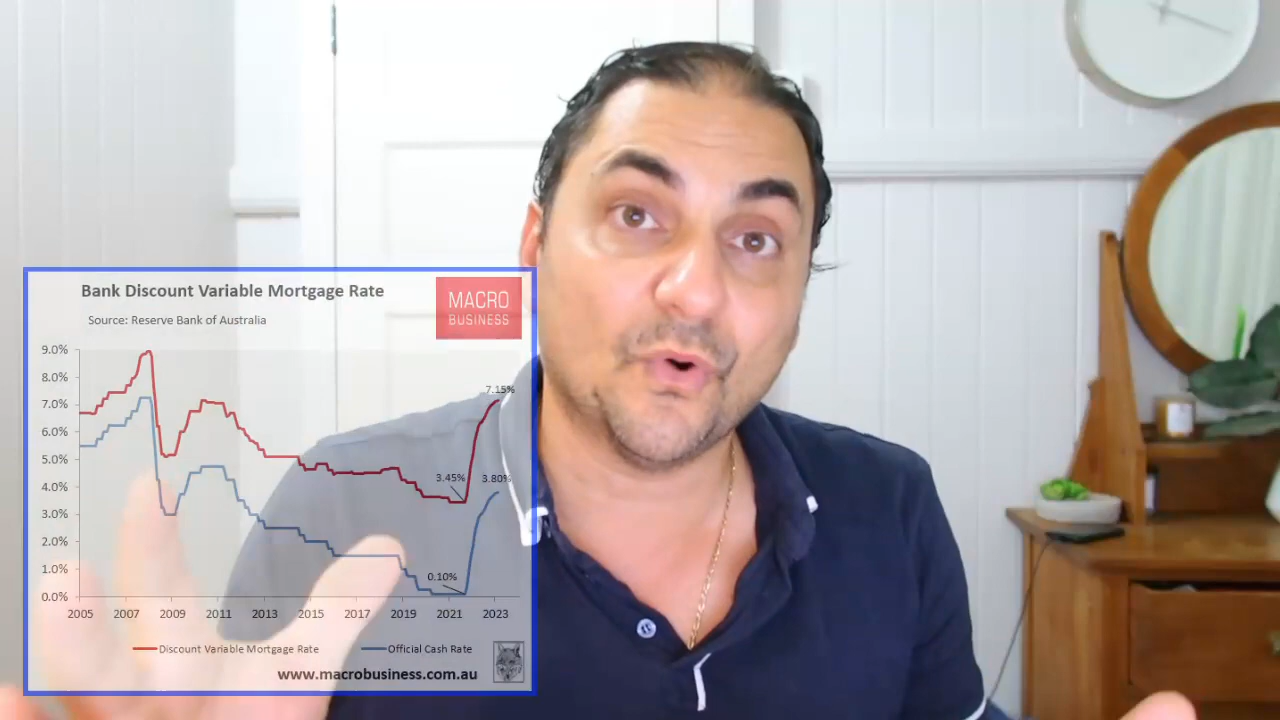 Bank Discount Variable Mortgage Rate
MACRO
BUSINESS
Source: Reserve Bank of Australia
9.0%
8.0%
7.0%
6.0%
5.0%
4.0%
3.0%
2.0%
1.0%
0.0%
7.15%
3.45%
3.80%
0.10%
2005 2007 2009 2011 2013 2015 2017 2019 2021 2023
Discount Variable Mortgage Rate Official Cash Rate
www.macrobusiness.com.au